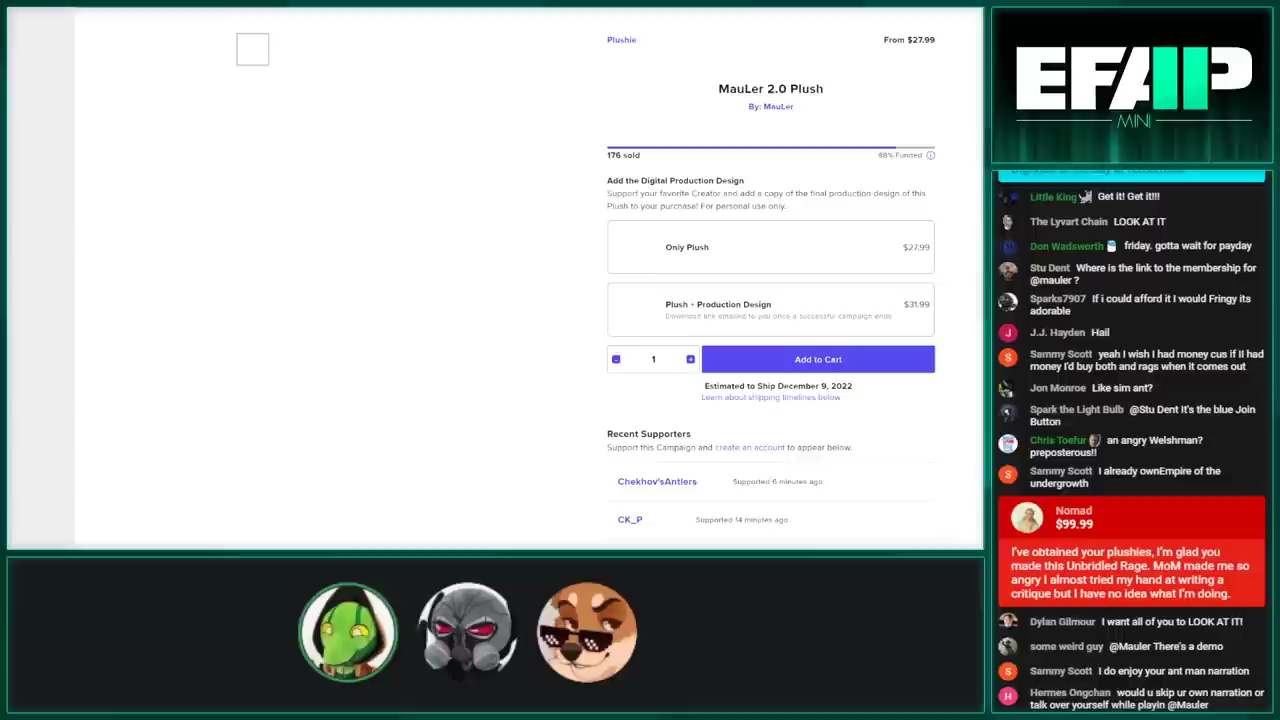 Plushie
From $27.99
MauLer 2.0 Plush
By: MauLer
176 sold
88% Funded
Add the Digital Production Design
Support your favorite Creator and add a copy of the final production design of this
Plush to your purchase! For personal use only.
Only Plush
$27.99
Plush + Production Design
$31.99
Download link emailed to you once a successful campaign ends
1
Add to Cart
Estimated to Ship December 9, 2022
Learn about shipping timelines below
Recent Supporters
Support this Campaign and create an account to appear below.
Chekhov'sAntlers
Supported 6 minutes ago
CK_P
Supported 14 minutes ago
EFAP
MINI
Little King Get it! Get it!!!
The Lyvart Chain LOOK AT IT
Don Wadsworth friday. gotta wait for payday
Stu Dent Where is the link to the membership for
@mauler ?
Sparks7907 If i could afford it I would Fringy its
adorable
J.J. Hayden Hail
Sammy Scott yeah I wish I had money cus if II had
money I'd buy both and rags when it comes out
Jon Monroe Like sim ant?
Spark the Light Bulb @Stu Dent It's the blue Join
Button
Chris Toefur an angry Welshman?
preposterous!!
Sammy Scott I already ownEmpire of the
undergrowth
Nomad
$99.99
I've obtained your plushies, I'm glad you
made this Unbridled Rage. MoM made me so
angry I almost tried my hand at writing a
critique but I have no idea what I'm doing.
Dylan Gilmour I want all of you to LOOK AT IT!
some weird guy @Mauler There's a demo
Sammy Scott I do enjoy your ant man narration
Hermes Ongchan would u skip ur own narration or
talk over yourself while playin @Mauler